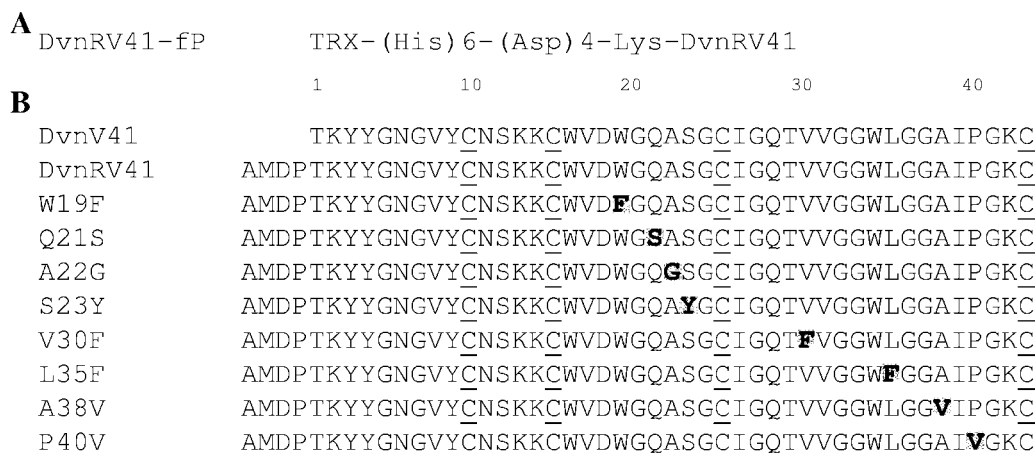 A DvnRV41-fP TRX-(His)6-(Asp)4-Lys-DvnRV41
1 10 20 30 40
B
DvnV41 TKYYGNGVYCNSKKCWVDWGQASGCIGQTVVGGWLGGAIPGKC
DvnRV41 AMDPTKYYGNGVYCNSKKCWVDWGQASGCIGQTVVGGWLGGAIPGKC
W19F AMDPTKYYGNGVYCNSKKCWVDFGQASGCIGQTVVGGWLGGAIPGKC
Q21S AMDPTKYYGNGVYCNSKKCWVDWGSASGCIGQTVVGGWLGGAIPGKC
A22G AMDPTKYYGNGVYCNSKKCWVDWGQGSGCIGQTVVGGWLGGAIPGKC
S23Y AMDPTKYYGNGVYCNSKKCWVDWGQAYGCIGQTVVGGWLGGAIPGKC
V30F AMDPTKYYGNGVYCNSKKCWVDWGQASGCIGQTFVGGWLGGAIPGKC
L35F AMDPTKYYGNGVYCNSKKCWVDWGQASGCIGQTVVGGWFGGAIPGKC
A38V AMDPTKYYGNGVYCNSKKCWVDWGQASGCIGQTVVGGWLGGVIPGKC
P40V AMDPTKYYGNGVYCNSKKCWVDWGQASGCIGQTVVGGWLGGAIVGKC